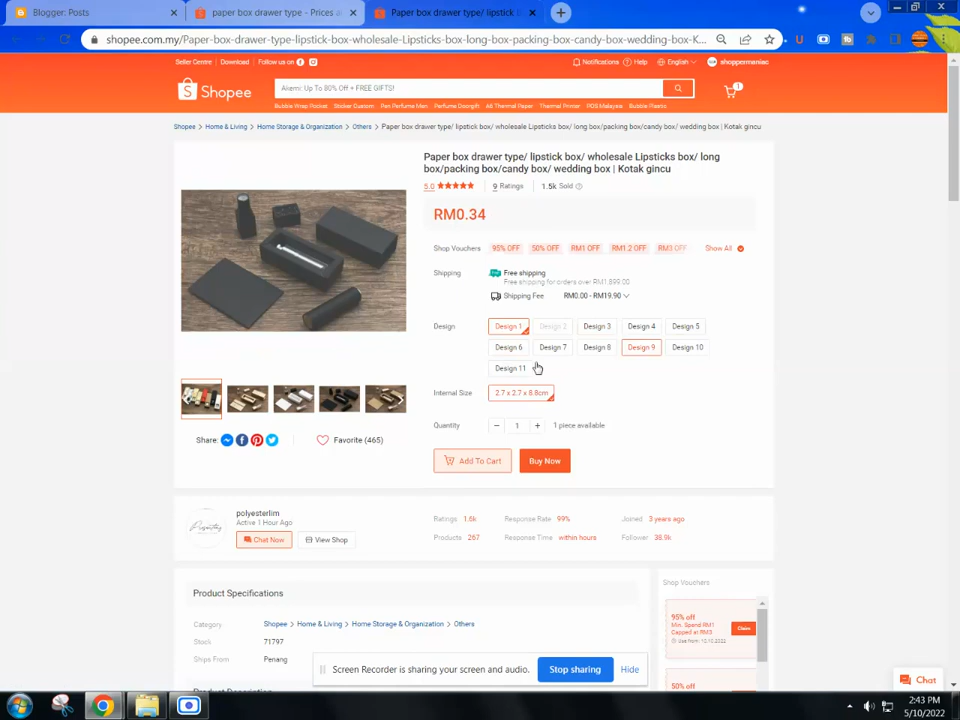 Blogger: Posts
paper box drawer type - Prices a
Paper box drawer type/ lipstick b
shopee.com.my/Paper-box-drawer-type-lipstick-box-wholesale-Lipsticks-box-long-box-packing-box-candy-box-wedding-box-K...
Seller Centre Download Follow us on
Notifications Help English shoppermaniac
Shopee
Akemi: Up To 80% Off + FREE GIFTS!
1
Bubble Wrap Pocket Sticker Custom Pen Perfume Men Perfume Doorgift A6 Thermal Paper Thermal Printer POS Malaysia Bubble Plastic
Shopee > Home & Living > Home Storage & Organization > Others > Paper box drawer type/ lipstick box/ wholesale Lipsticks box/ long box/packing box/candy box/ wedding box | Kotak gincu
Paper box drawer type/ lipstick box/ wholesale Lipsticks box/ long
box/packing box/candy box/ wedding box | Kotak gincu
5.0 9 Ratings 1.5k Sold
RM0.34
Shop Vouchers 95% OFF 50% OFF RM1 OFF RM1.2 OFF RM3 OFF Show All
Shipping Free shipping
Free shipping for orders over RM1,899.00
Shipping Fee RM0.00 - RM19.90
Design Design 1 Design 2 Design 3 Design 4 Design 5
Design 6 Design 7 Design 8 Design 9 Design 10
Design 11
Internal Size 2.7 x 2.7 x 8.8cm
Quantity - 1 + 1 piece available
Share: Favorite (465)
Add To Cart Buy Now
polyesterlim
Active 1 Hour Ago
Chat Now View Shop
Ratings 1.6k Response Rate 99% Joined 3 years ago
Products 267 Response Time within hours Follower 38.9k
Product Specifications
Category Shopee > Home & Living > Home Storage & Organization > Others
Stock 71797
Ships From Penang
Shop Vouchers
95% off
Min. Spend RM1
Capped at RM3
Use from: 10.10.2022
Claim
50% off
Screen Recorder is sharing your screen and audio. Stop sharing Hide
Chat
2:43 PM
5/10/2022